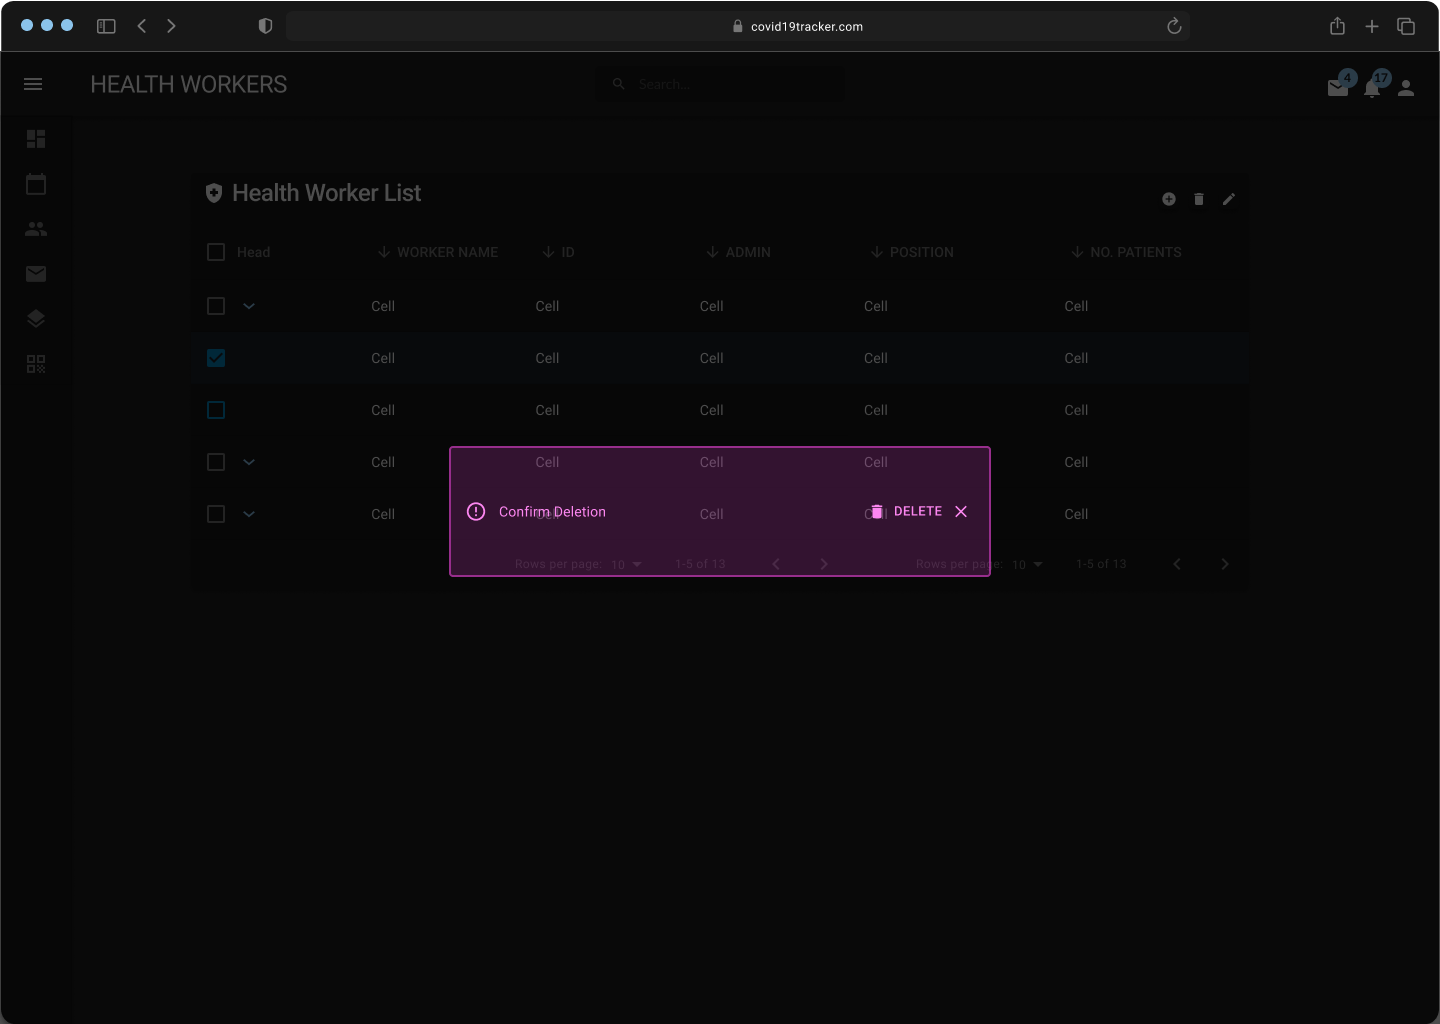 covid19tracker.com
HEALTH WORKERS
Search...
4
17
Health Worker List
Head WORKER NAME ID ADMIN POSITION NO. PATIENTS
Cell Cell Cell Cell Cell
Cell Cell Cell Cell Cell
Cell Cell Cell Cell Cell
Cell Cell Cell Cell Cell
Cell Cell Cell Cell Cell
Confirm Deletion DELETE
Rows per page: 10 1-5 of 13 Rows per page: 10 1-5 of 13